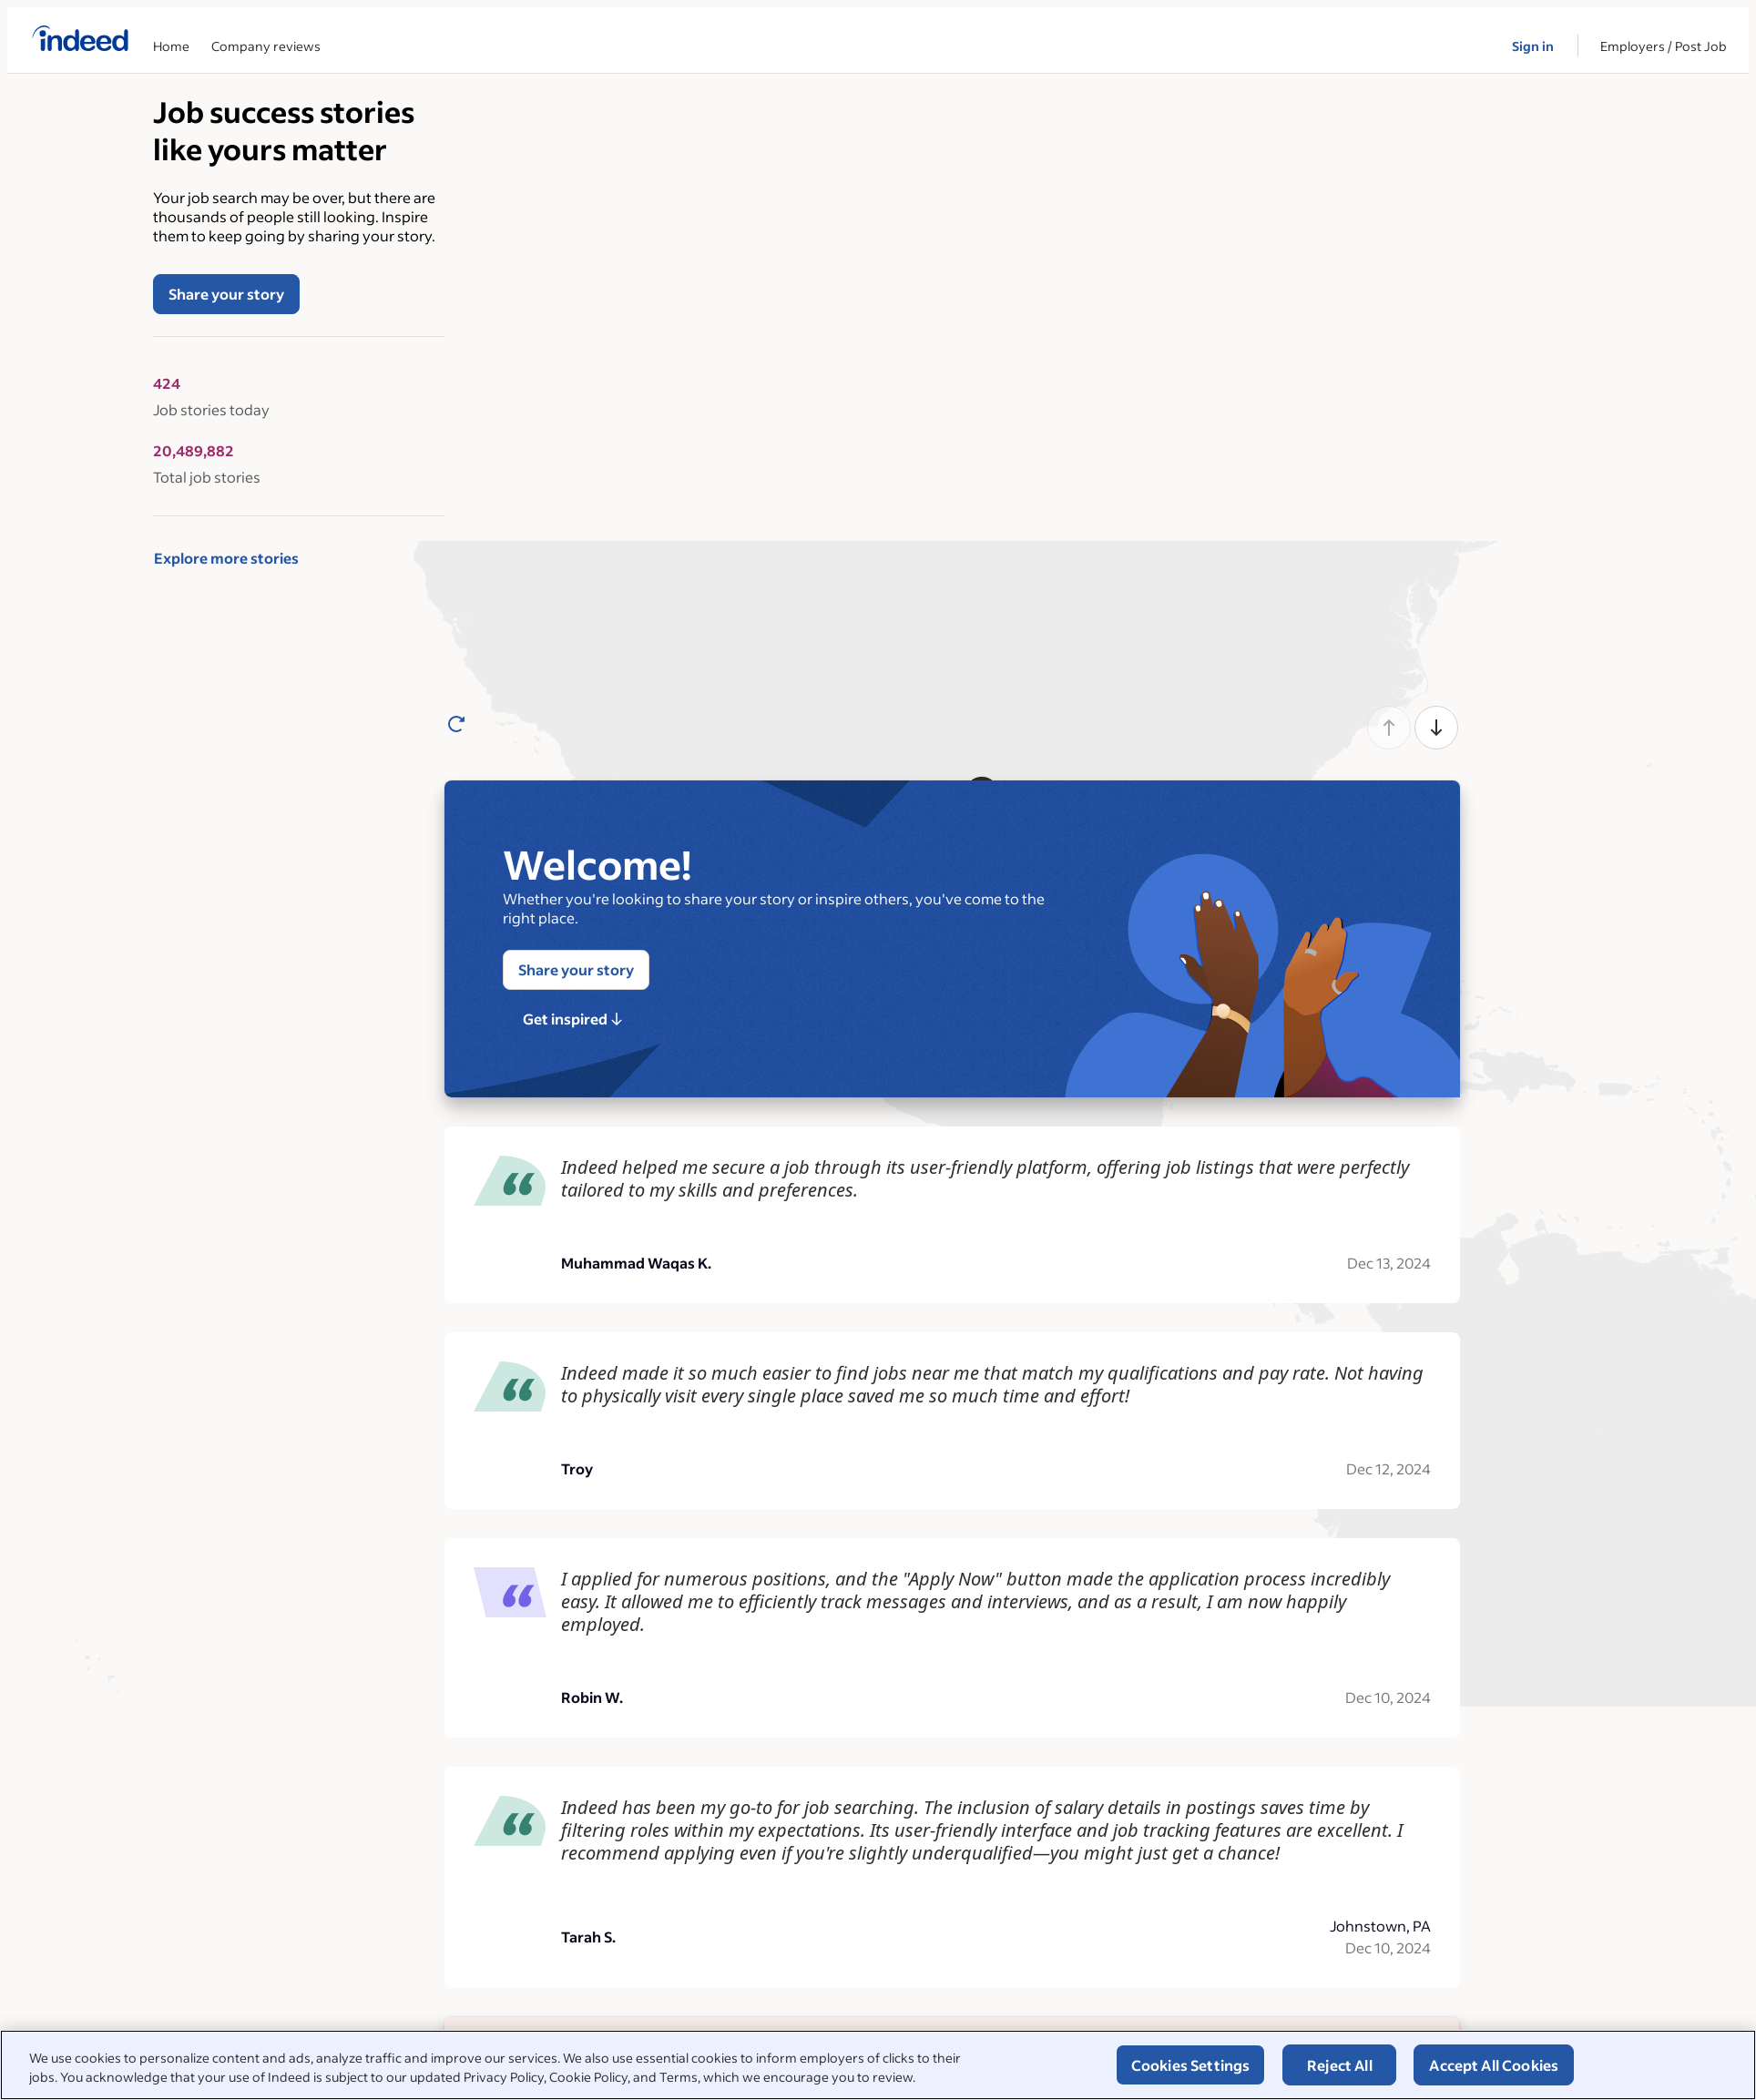 indeed
Home
Company reviews
Sign in
Employers / Post Job
Job success stories
like yours matter
Your job search may be over, but there are
thousands of people still looking. Inspire
them to keep going by sharing your story.
Share your story
424
Job stories today
20,489,882
Total job stories
Explore more stories
Welcome!
Whether you're looking to share your story or inspire others, you've come to the
right place.
Share your story
Get inspired ↓
Indeed helped me secure a job through its user-friendly platform, offering job listings that were perfectly
tailored to my skills and preferences.
Muhammad Waqas K.
Dec 13, 2024
Indeed made it so much easier to find jobs near me that match my qualifications and pay rate. Not having
to physically visit every single place saved me so much time and effort!
Troy
Dec 12, 2024
I applied for numerous positions, and the "Apply Now" button made the application process incredibly
easy. It allowed me to efficiently track messages and interviews, and as a result, I am now happily
employed.
Robin W.
Dec 10, 2024
Indeed has been my go-to for job searching. The inclusion of salary details in postings saves time by
filtering roles within my expectations. Its user-friendly interface and job tracking features are excellent. I
recommend applying even if you're slightly underqualified—you might just get a chance!
Tarah S.
Johnstown, PA
Dec 10, 2024
We use cookies to personalize content and ads, analyze traffic and improve our services. We also use essential cookies to inform employers of clicks to their
jobs. You acknowledge that your use of Indeed is subject to our updated Privacy Policy, Cookie Policy, and Terms, which we encourage you to review.
Cookies Settings
Reject All
Accept All Cookies